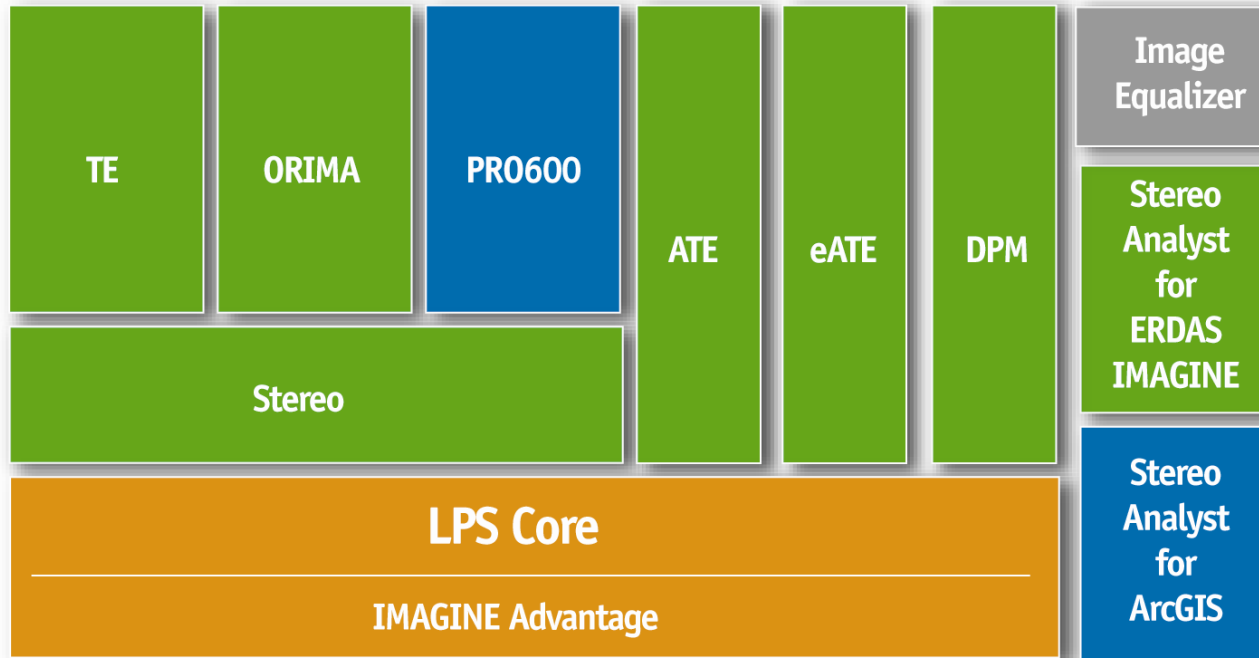 TE
ORIMA
PRO600
ATE
eATE
DPM
Image
Equalizer
Stereo
Analyst
for
ERDAS
IMAGINE
Stereo
LPS Core
IMAGINE Advantage
Stereo
Analyst
for
ArcGIS